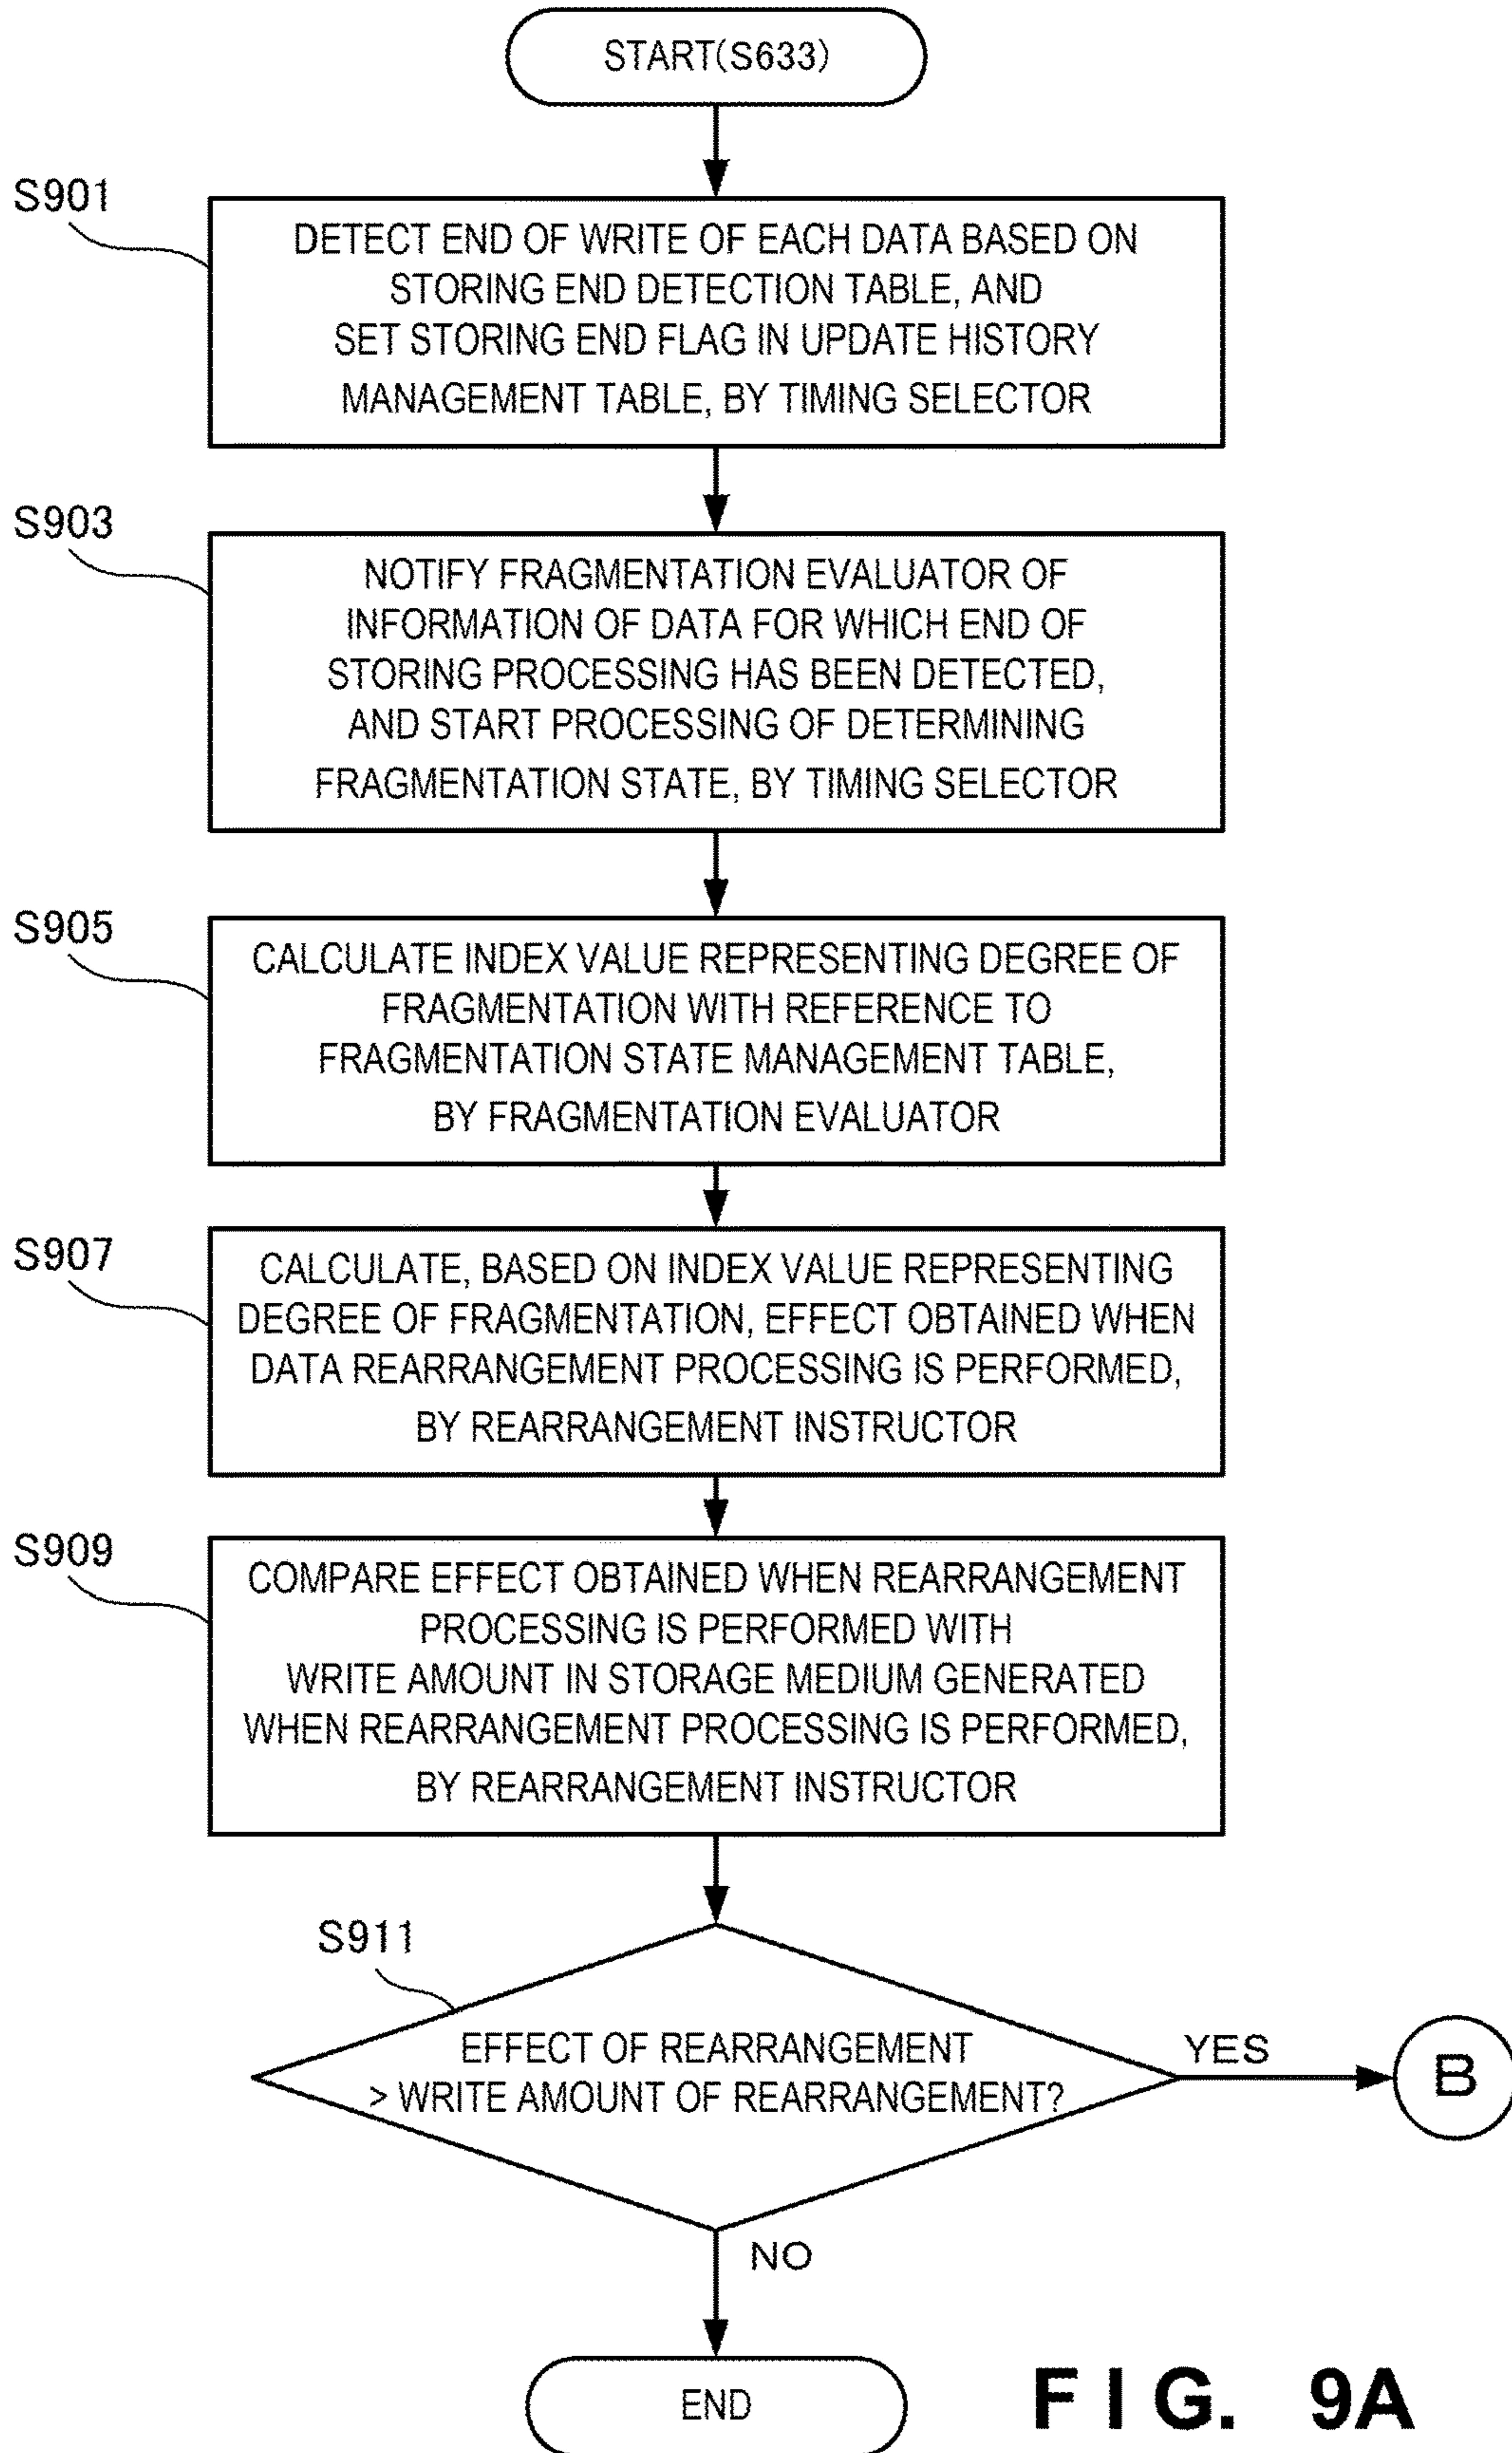 START(S633)
S901
DETECT END OF WRITE OF EACH DATA BASED ON
STORING END DETECTION TABLE, AND
SET STORING END FLAG IN UPDATE HISTORY
MANAGEMENT TABLE, BY TIMING SELECTOR
S903
NOTIFY FRAGMENTATION EVALUATOR OF
INFORMATION OF DATA FOR WHICH END OF
STORING PROCESSING HAS BEEN DETECTED,
AND START PROCESSING OF DETERMINING
FRAGMENTATION STATE, BY TIMING SELECTOR
S905
CALCULATE INDEX VALUE REPRESENTING DEGREE OF
FRAGMENTATION WITH REFERENCE TO
FRAGMENTATION STATE MANAGEMENT TABLE,
BY FRAGMENTATION EVALUATOR
S907
CALCULATE, BASED ON INDEX VALUE REPRESENTING
DEGREE OF FRAGMENTATION, EFFECT OBTAINED WHEN
DATA REARRANGEMENT PROCESSING IS PERFORMED,
BY REARRANGEMENT INSTRUCTOR
S909
COMPARE EFFECT OBTAINED WHEN REARRANGEMENT
PROCESSING IS PERFORMED WITH
WRITE AMOUNT IN STORAGE MEDIUM GENERATED
WHEN REARRANGEMENT PROCESSING IS PERFORMED,
BY REARRANGEMENT INSTRUCTOR
S911
EFFECT OF REARRANGEMENT
> WRITE AMOUNT OF REARRANGEMENT?
YES
B
NO
END
FIG. 9A